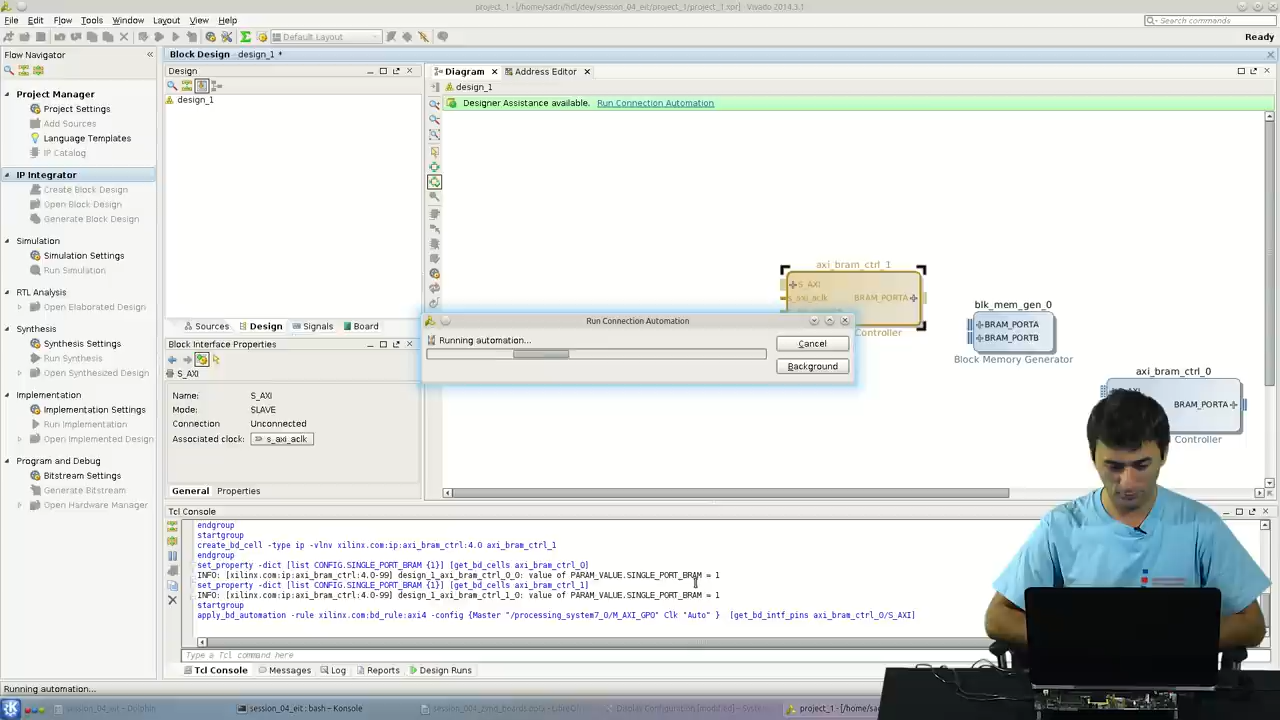 project_1 - [/home/sadri/hdl/dev/session_04_eit/project_1/project_1.xpr] - Vivado 2014.3.1
File Edit Flow Tools Window Layout View Help
Search commands
Default Layout
Ready
Flow Navigator
Project Manager
Project Settings
Add Sources
Language Templates
IP Catalog
IP Integrator
Create Block Design
Open Block Design
Generate Block Design
Simulation
Simulation Settings
Run Simulation
RTL Analysis
Open Elaborated Design
Synthesis
Synthesis Settings
Run Synthesis
Open Synthesized Design
Implementation
Implementation Settings
Run Implementation
Open Implemented Design
Program and Debug
Bitstream Settings
Generate Bitstream
Open Hardware Manager
Block Design - design_1 *
Design
design_1
Sources Design Signals Board
Block Interface Properties
S_AXI
Name: S_AXI
Mode: SLAVE
Connection: Unconnected
Associated clock: s_axi_aclk
General Properties
Diagram Address Editor
design_1
Designer Assistance available. Run Connection Automation
axi_bram_ctrl_1
S_AXI
s_axi_aclk BRAM_PORTA
Controller
blk_mem_gen_0
BRAM_PORTA
BRAM_PORTB
Block Memory Generator
axi_bram_ctrl_0
BRAM_PORTA
Controller
Run Connection Automation
Running automation...
Cancel
Background
Tcl Console
endgroup
startgroup
create_bd_cell -type ip -vlnv xilinx.com:ip:axi_bram_ctrl:4.0 axi_bram_ctrl_1
endgroup
set_property -dict [list CONFIG.SINGLE_PORT_BRAM {1}] [get_bd_cells axi_bram_ctrl_0]
INFO: [xilinx.com:ip:axi_bram_ctrl:4.0-99] design_1_axi_bram_ctrl_0_0: value of PARAM_VALUE.SINGLE_PORT_BRAM = 1
set_property -dict [list CONFIG.SINGLE_PORT_BRAM {1}] [get_bd_cells axi_bram_ctrl_1]
INFO: [xilinx.com:ip:axi_bram_ctrl:4.0-99] design_1_axi_bram_ctrl_1_0: value of PARAM_VALUE.SINGLE_PORT_BRAM = 1
startgroup
apply_bd_automation -rule xilinx.com:bd_rule:axi4 -config {Master "/processing_system7_0/M_AXI_GP0" Clk "Auto" } [get_bd_intf_pins axi_bram_ctrl_0/S_AXI]
Type a Tcl command here
Tcl Console Messages Log Reports Design Runs
Running automation...
session_04_eit - Dolphin
session_04_eit : bash - Konsole
project_1 - [/home/sad